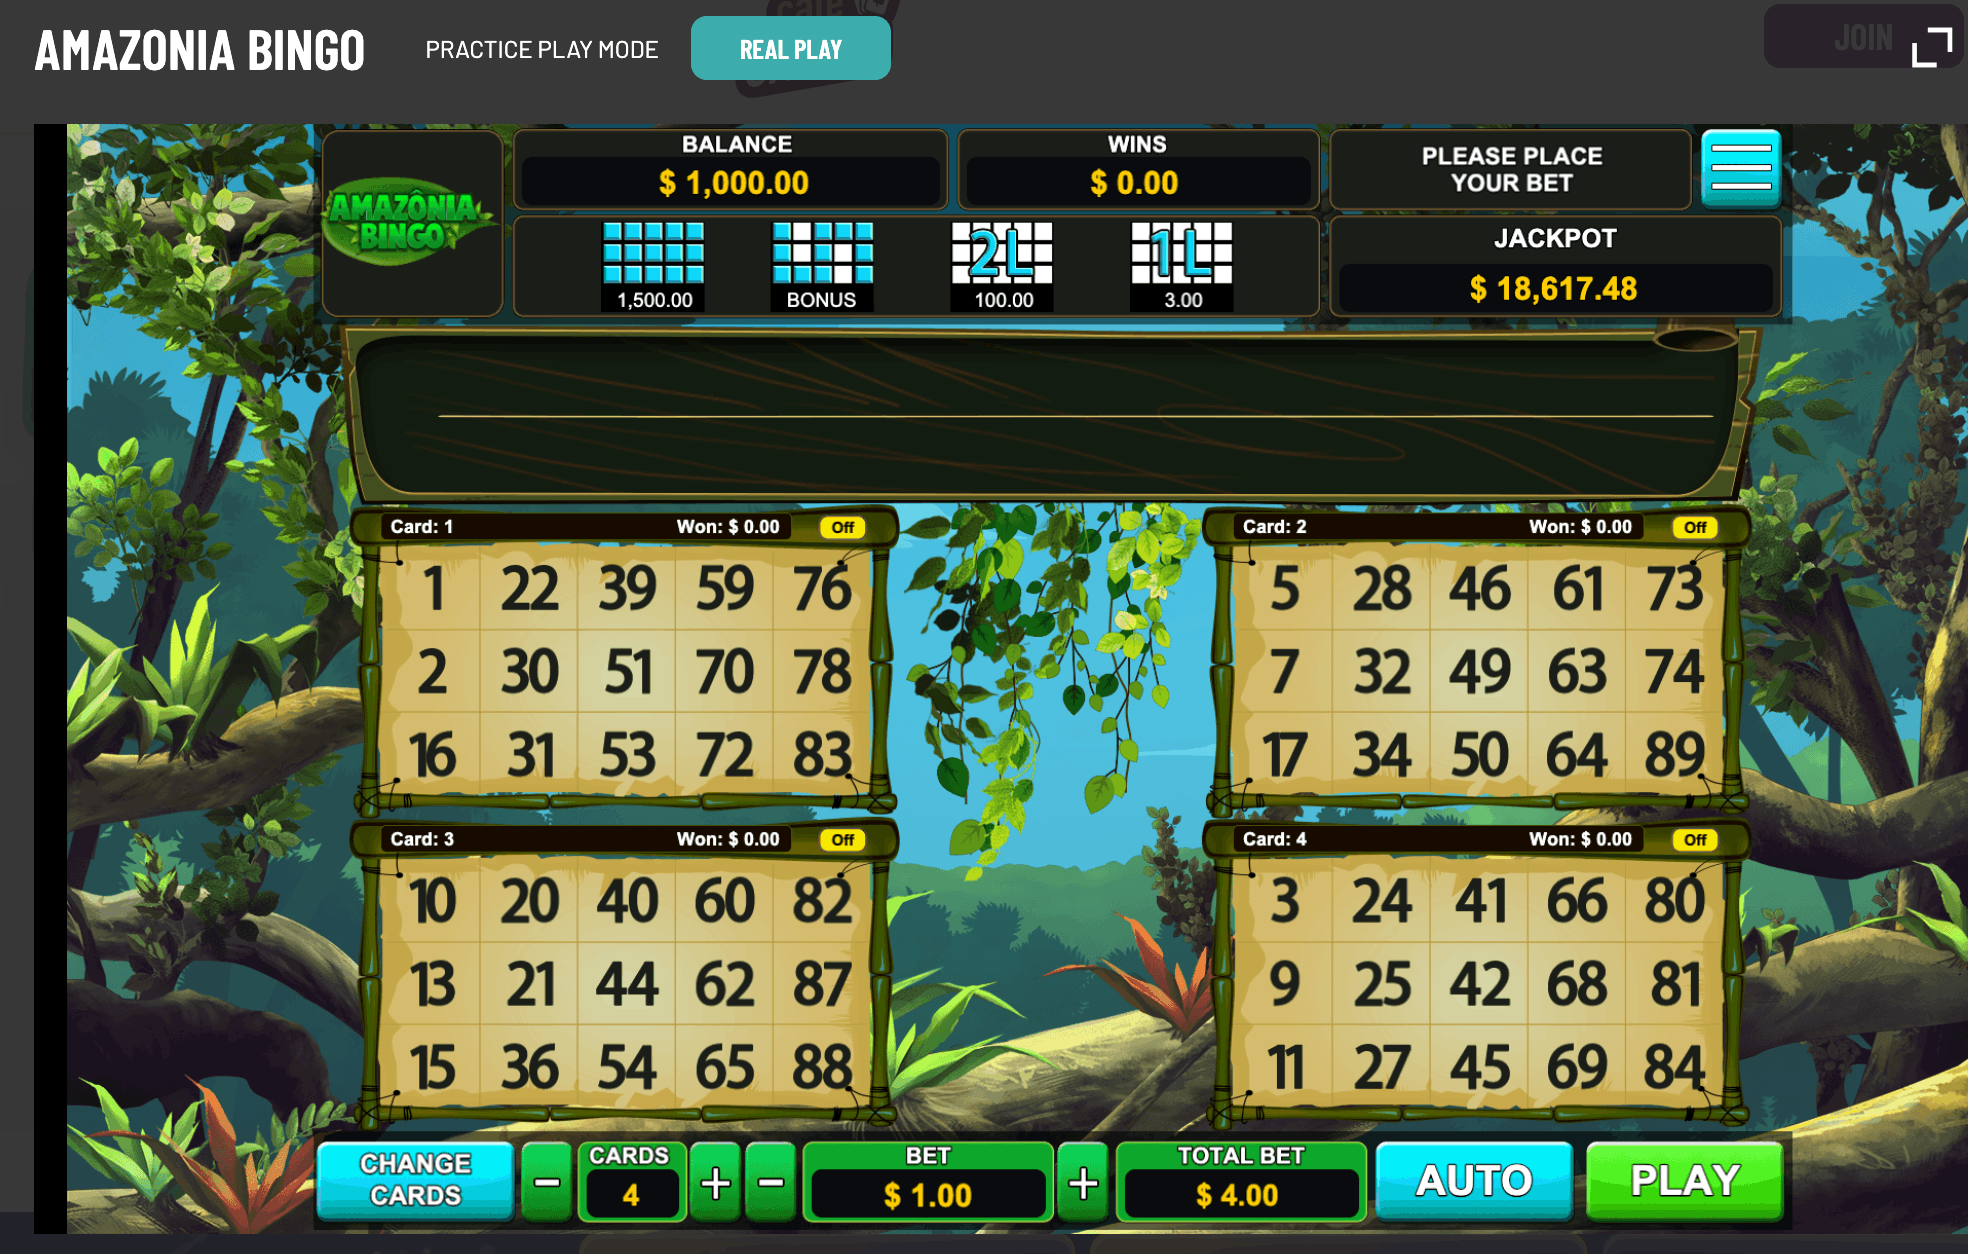 AMAZONIA BINGO
PRACTICE PLAY MODE
REAL PLAY
JOIN
AMAZÔNIA
BINGO
BALANCE
$ 1,000.00
WINS
$ 0.00
PLEASE PLACE
YOUR BET
1,500.00
BONUS
2L
100.00
1L
3.00
JACKPOT
$ 18,617.48
Card: 1 Won: $ 0.00 Off
1 22 39 59 76
2 30 51 70 78
16 31 53 72 83
Card: 2 Won: $ 0.00 Off
5 28 46 61 73
7 32 49 63 74
17 34 50 64 89
Card: 3 Won: $ 0.00 Off
10 20 40 60 82
13 21 44 62 87
15 36 54 65 88
Card: 4 Won: $ 0.00 Off
3 24 41 66 80
9 25 42 68 81
11 27 45 69 84
CHANGE
CARDS
−
CARDS
4
+
−
BET
$ 1.00
+
TOTAL BET
$ 4.00
AUTO
PLAY